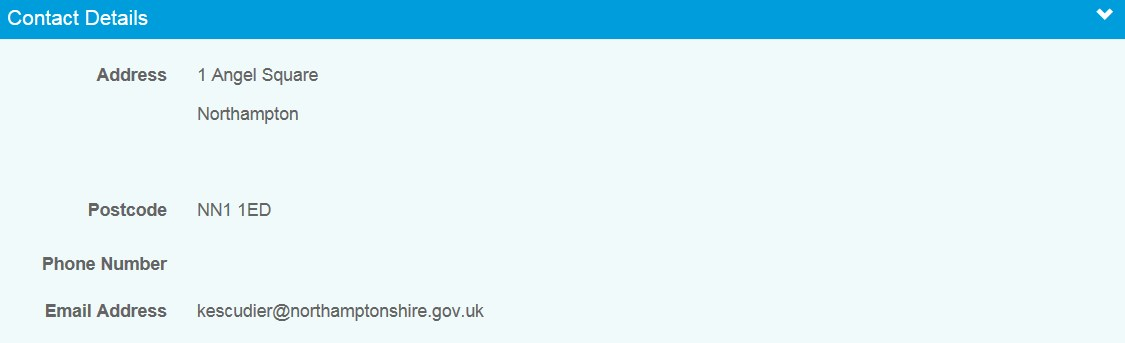 Contact Details
Address 1 Angel Square
Northampton
Postcode NN1 1ED
Phone Number
Email Address kescudier@northamptonshire.gov.uk